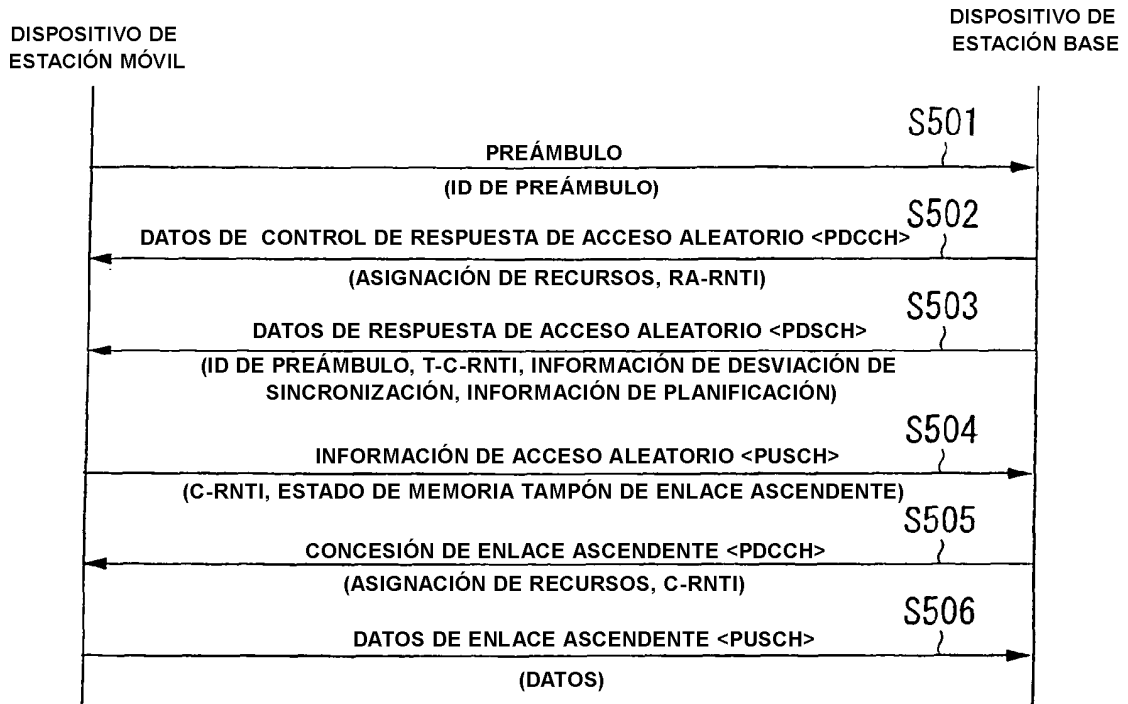 DISPOSITIVO DE
ESTACIÓN MÓVIL
DISPOSITIVO DE
ESTACIÓN BASE
S501
PREÁMBULO
(ID DE PREÁMBULO)
S502
DATOS DE CONTROL DE RESPUESTA DE ACCESO ALEATORIO <PDCCH>
(ASIGNACIÓN DE RECURSOS, RA-RNTI)
S503
DATOS DE RESPUESTA DE ACCESO ALEATORIO <PDSCH>
(ID DE PREÁMBULO, T-C-RNTI, INFORMACIÓN DE DESVIACIÓN DE
SINCRONIZACIÓN, INFORMACIÓN DE PLANIFICACIÓN)
S504
INFORMACIÓN DE ACCESO ALEATORIO <PUSCH>
(C-RNTI, ESTADO DE MEMORIA TAMPÓN DE ENLACE ASCENDENTE)
S505
CONCESIÓN DE ENLACE ASCENDENTE <PDCCH>
(ASIGNACIÓN DE RECURSOS, C-RNTI)
S506
DATOS DE ENLACE ASCENDENTE <PUSCH>
(DATOS)